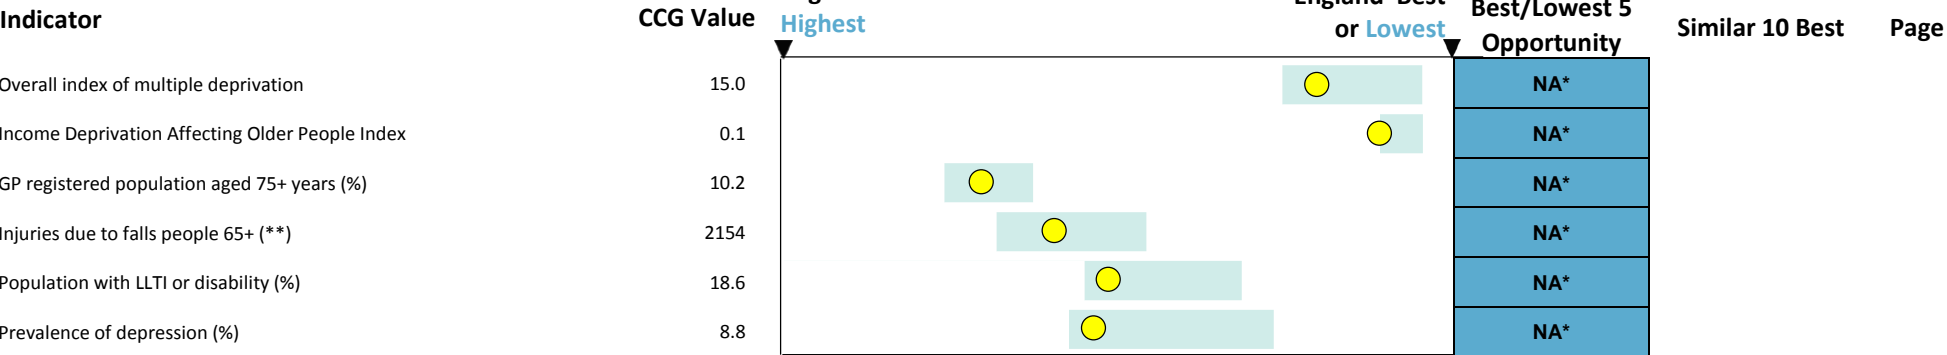 Indicator
CCG Value
Highest
England Best
or Lowest
Best/Lowest 5
Opportunity
Similar 10 Best
Page
Overall index of multiple deprivation 15.0 NA*
Income Deprivation Affecting Older People Index 0.1 NA*
GP registered population aged 75+ years (%) 10.2 NA*
Injuries due to falls people 65+ (**) 2154 NA*
Population with LLTI or disability (%) 18.6 NA*
Prevalence of depression (%) 8.8 NA*